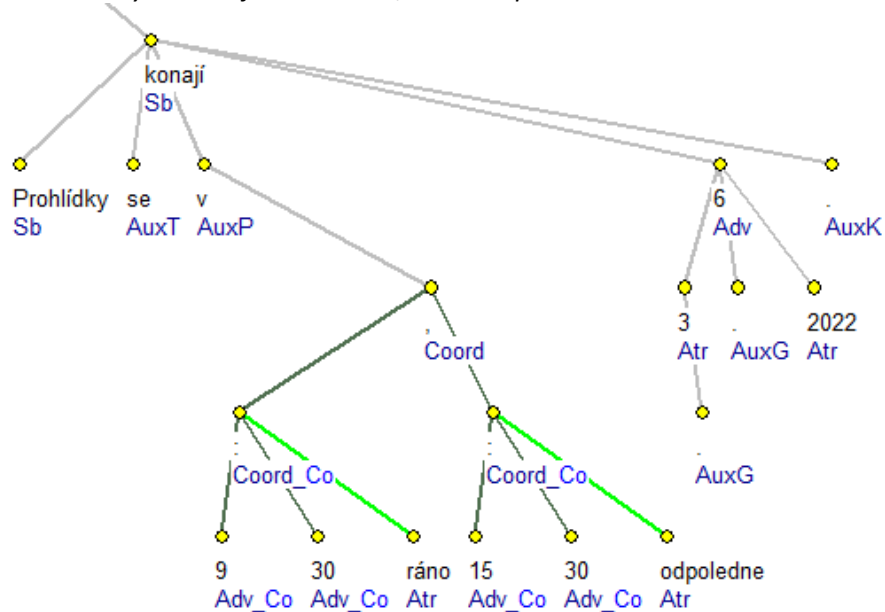 konají
Sb
Prohlídky se v 6 .
Sb AuxT AuxP Adv AuxK
, 3 . 2022
Coord Atr AuxG Atr
: : .
Coord_Co Coord_Co AuxG
9 30 ráno 15 30 odpoledne
Adv_Co Adv_Co Atr Adv_Co Adv_Co Atr